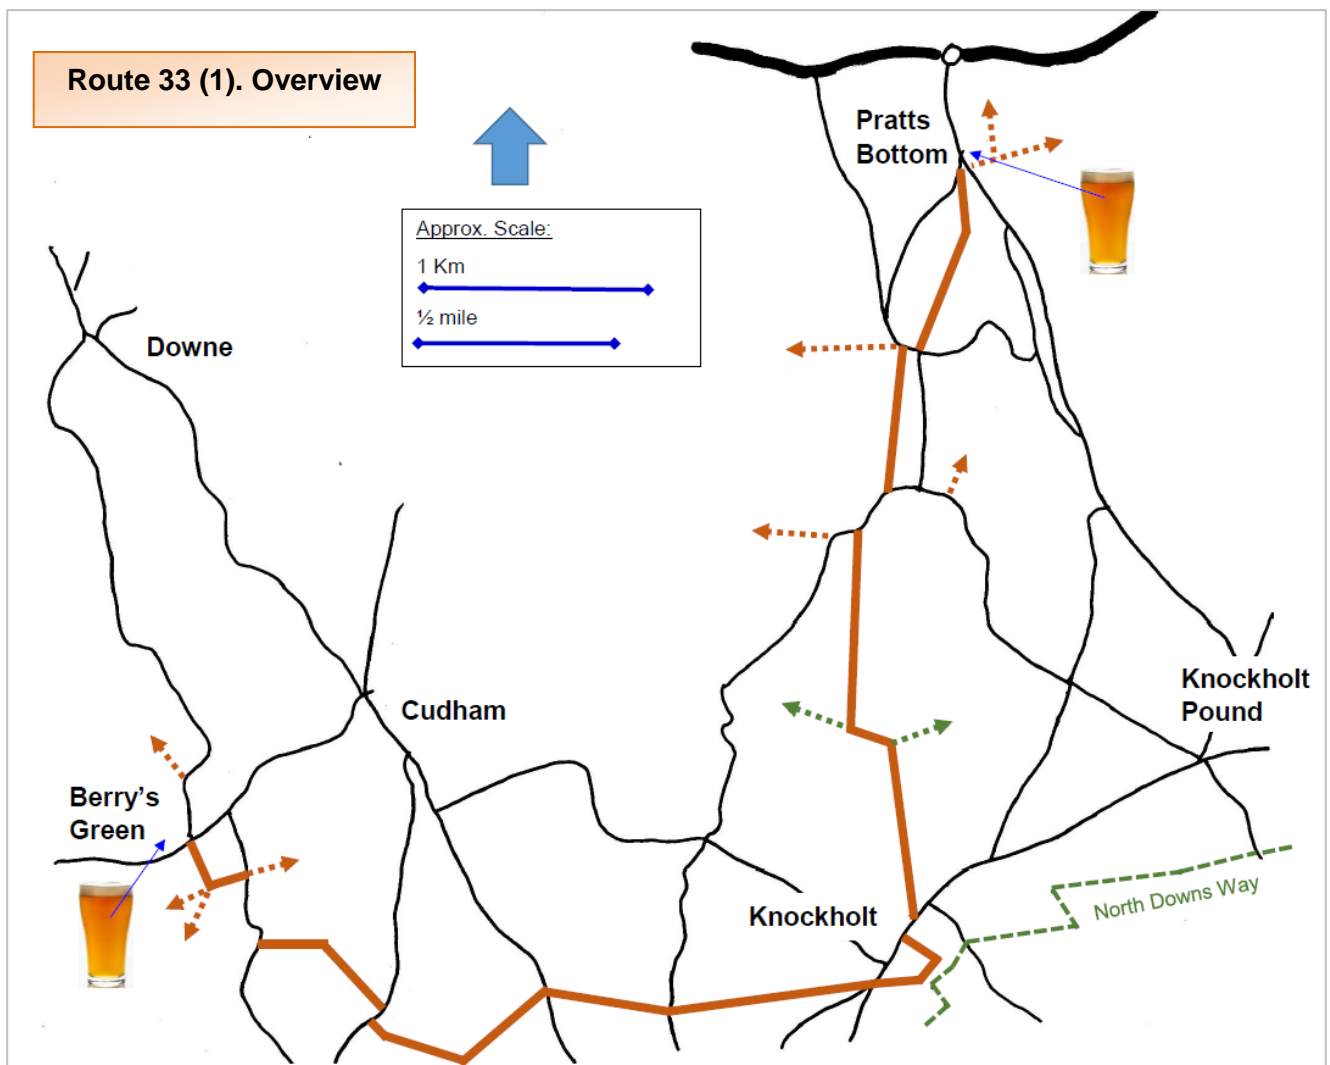 Route 33 (1). Overview
Pratts
Bottom
Approx. Scale:
1 Km
½ mile
Downe
Cudham
Knockholt
Pound
Berry's
Green
Knockholt
North Downs Way